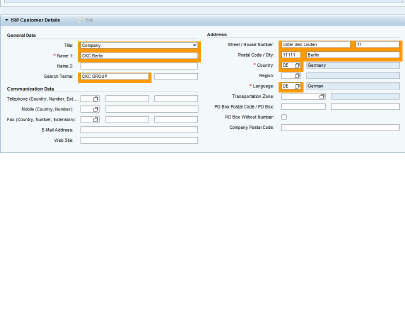 ERP Customer Details
Edit
General Data
Title: Company
* Name 1: CKC Berlin
Name 2:
Search Terms: CKC GROUP
Communication Data
Telephone (Country, Number, Ext...
Mobile (Country, Number):
Fax (Country, Number, Extension):
E-Mail Address:
Web Site:
Address
Street / House Number: Unter den Linden 11
Postal Code / City: 11111 Berlin
* Country: DE Germany
Region:
* Language: DE German
Transportation Zone:
PO Box Postal Code / PO Box:
PO Box Without Number:
Company Postal Code: